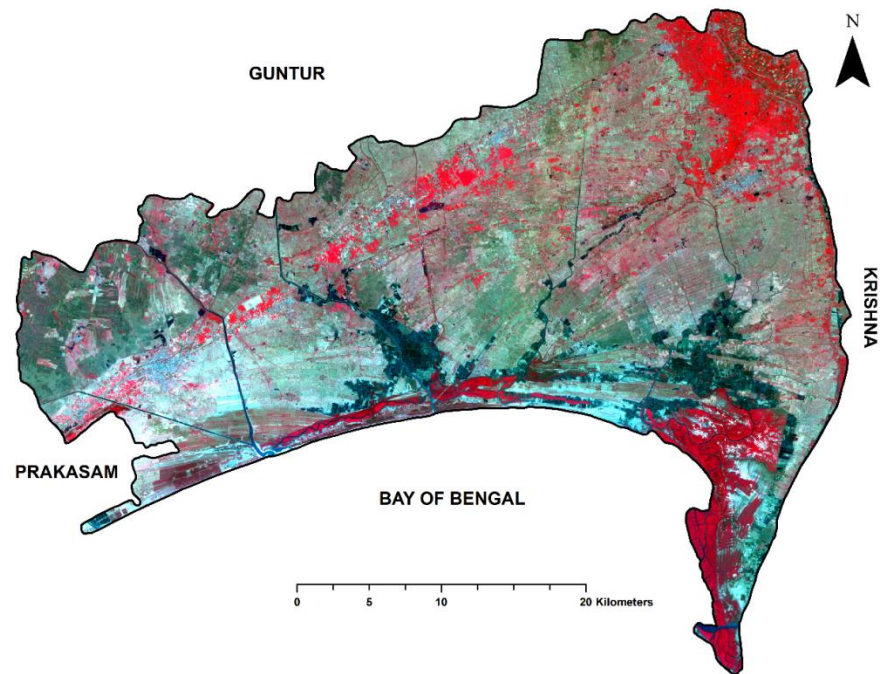 N
GUNTUR
KRISHNA
PRAKASAM
BAY OF BENGAL
0 5 10 20 Kilometers